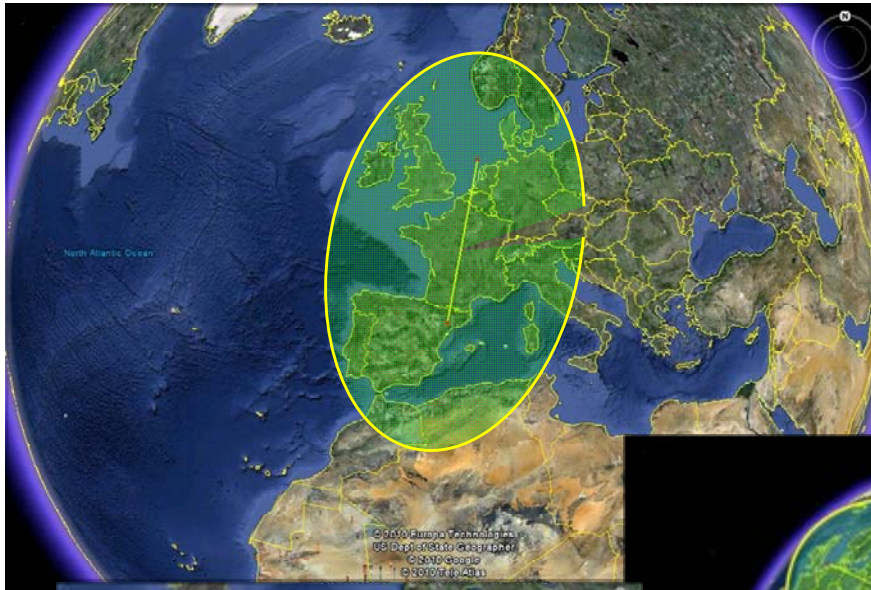 N
North Atlantic Ocean
© 2010 Europa Technologies
US Dept of State Geographer
© 2010 Google
© 2010 Tele Atlas